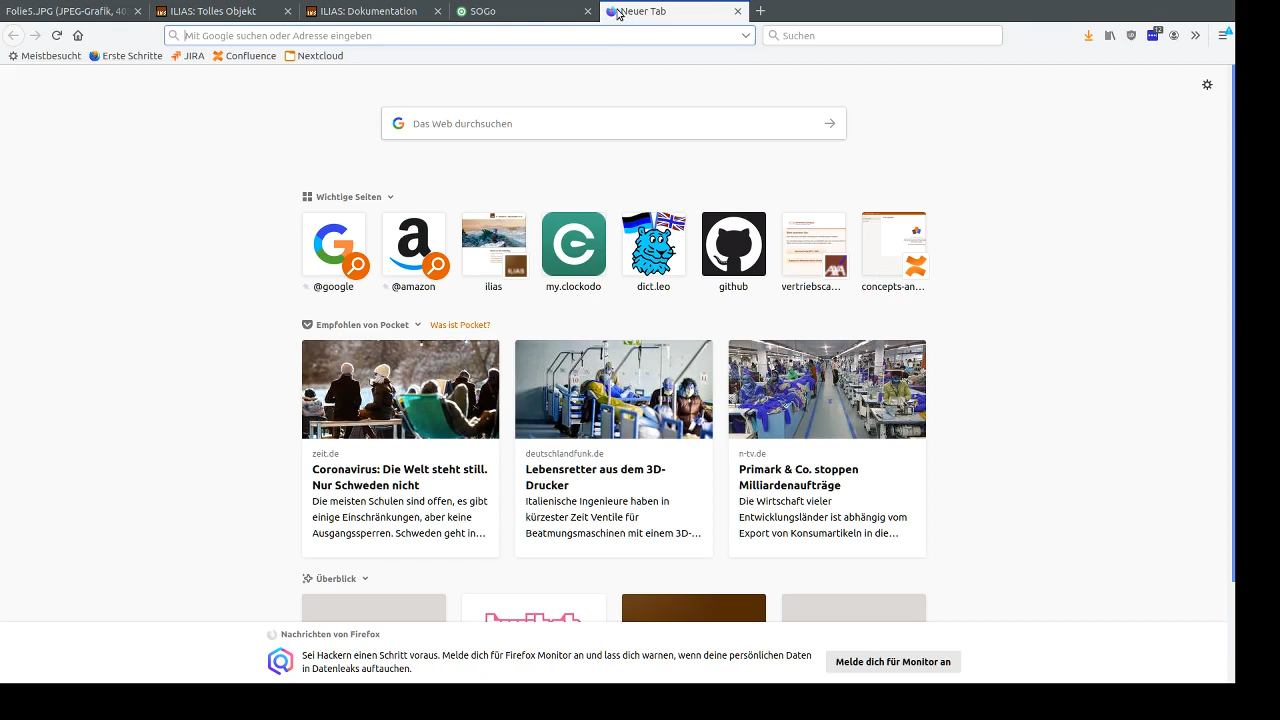 Folie5.JPG (JPEG-Grafik, 40
ILIAS: Tolles Objekt
ILIAS: Dokumentation
SOGo
Neuer Tab
Mit Google suchen oder Adresse eingeben
Suchen
Meistbesucht
Erste Schritte
JIRA
Confluence
Nextcloud
Das Web durchsuchen
Wichtige Seiten
@google
@amazon
ilias
my.clockodo
dict.leo
github
vertriebsca...
concepts-an...
Empfohlen von Pocket
Was ist Pocket?
zeit.de
Coronavirus: Die Welt steht still.
Nur Schweden nicht
Die meisten Schulen sind offen, es gibt
einige Einschränkungen, aber keine
Ausgangssperren. Schweden geht in...
deutschlandfunk.de
Lebensretter aus dem 3D-
Drucker
Italienische Ingenieure haben in
kürzester Zeit Ventile für
Beatmungsmaschinen mit einem 3D-...
n-tv.de
Primark & Co. stoppen
Milliardenaufträge
Die Wirtschaft vieler
Entwicklungsländer ist abhängig vom
Export von Konsumartikeln in die...
Überblick
Nachrichten von Firefox
Sei Hackern einen Schritt voraus. Melde dich für Firefox Monitor an und lass dich warnen, wenn deine persönlichen Daten
in Datenleaks auftauchen.
Melde dich für Monitor an